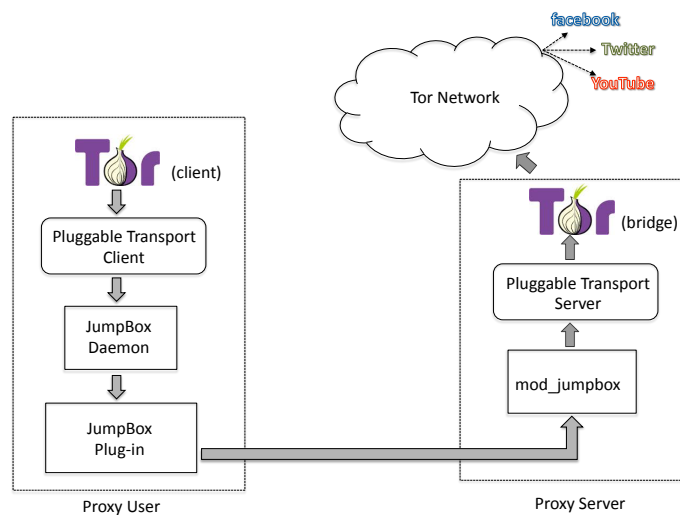 facebook
Twitter
YouTube
Tor Network
Tor (client)
Pluggable Transport
Client
JumpBox
Daemon
JumpBox
Plug-in
Proxy User
Tor (bridge)
Pluggable Transport
Server
mod_jumpbox
Proxy Server